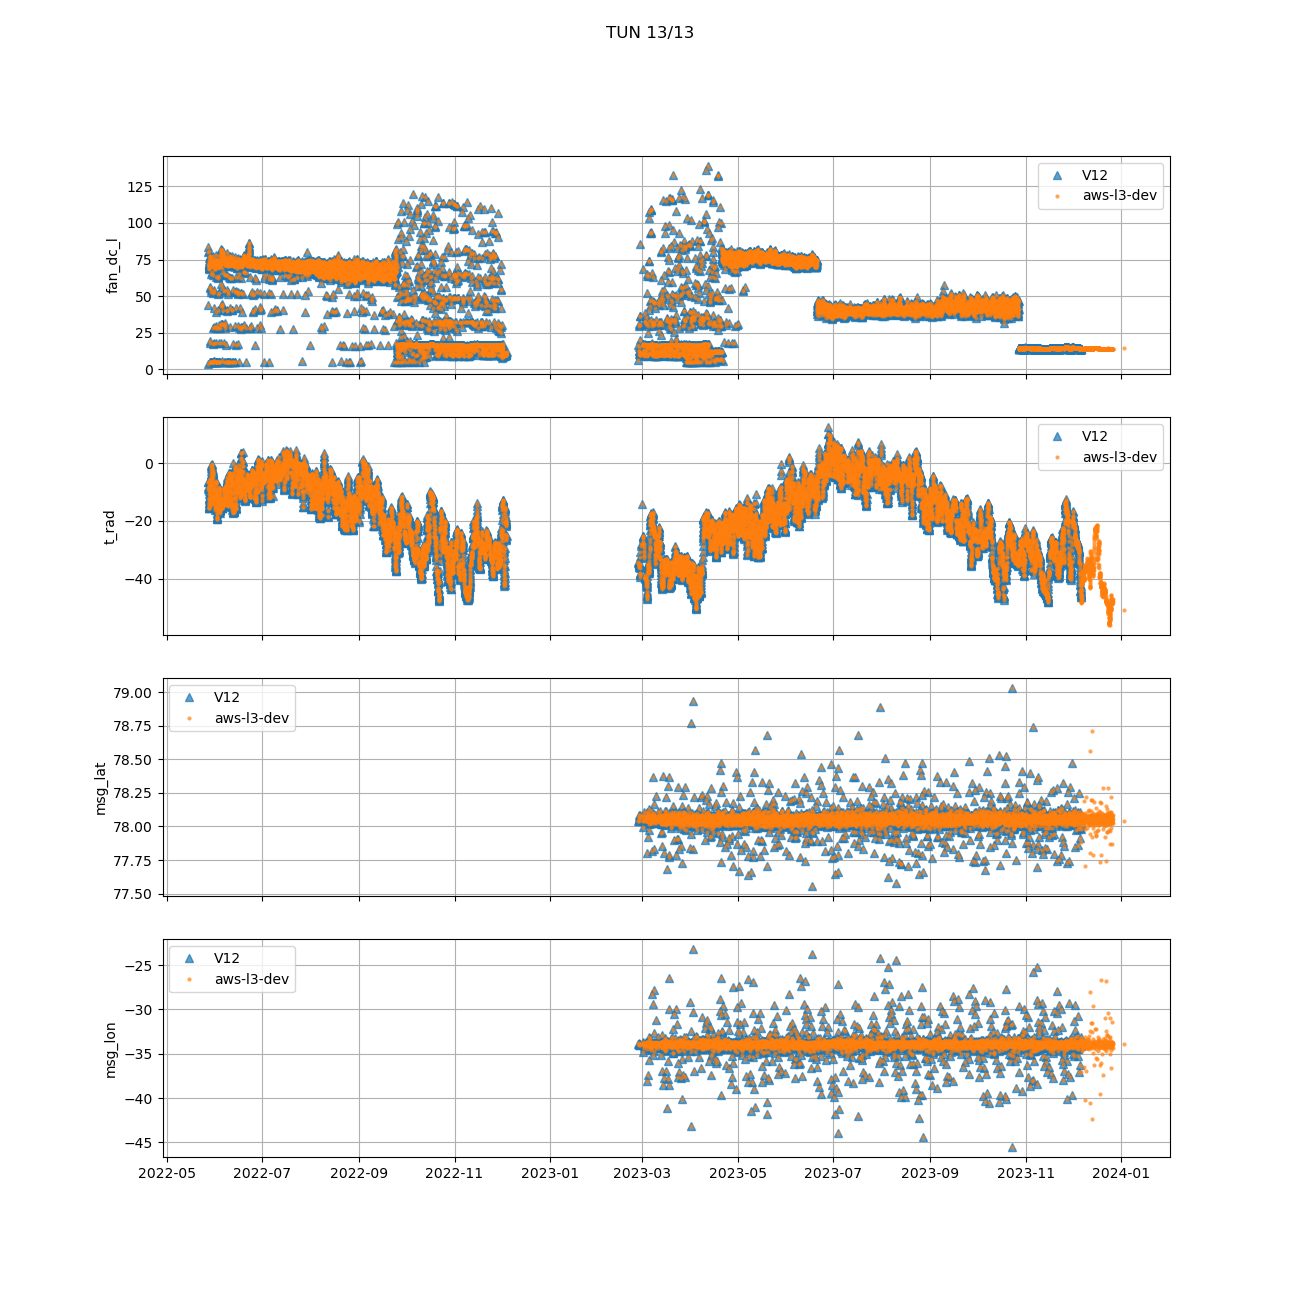 TUN 13/13
fan_dc_l
125
100
75
50
25
0
V12
aws-l3-dev
t_rad
0
−20
−40
V12
aws-l3-dev
msg_lat
79.00
78.75
78.50
78.25
78.00
77.75
77.50
V12
aws-l3-dev
msg_lon
−25
−30
−35
−40
−45
V12
aws-l3-dev
2022-05 2022-07 2022-09 2022-11 2023-01 2023-03 2023-05 2023-07 2023-09 2023-11 2024-01